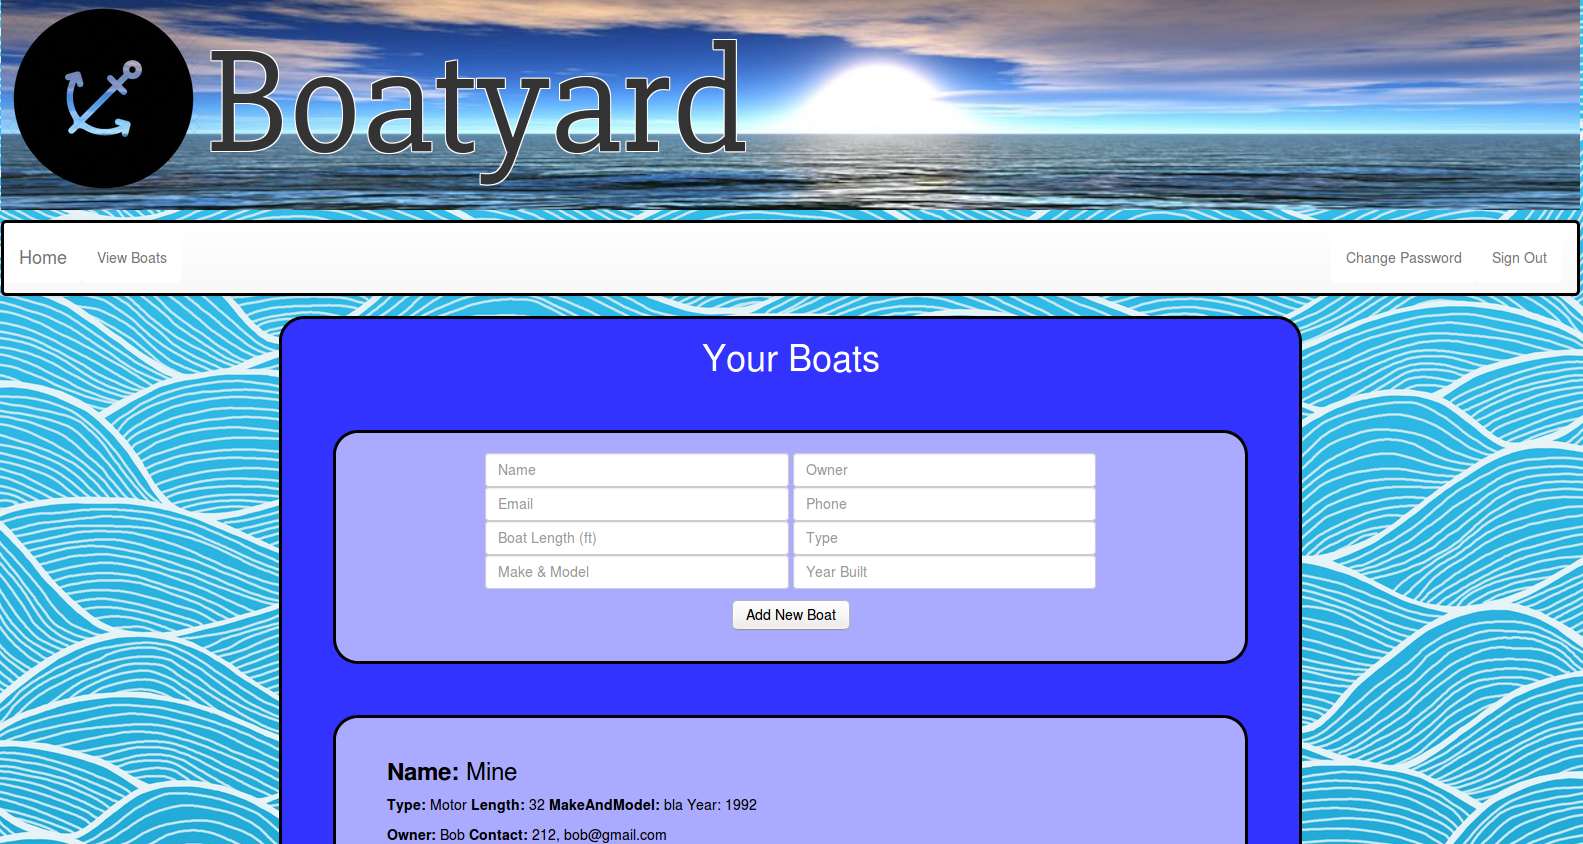 Boatyard
Home View Boats Change Password Sign Out
Your Boats
Name Owner
Email Phone
Boat Length (ft) Type
Make & Model Year Built
Add New Boat
Name: Mine
Type: Motor Length: 32 MakeAndModel: bla Year: 1992
Owner: Bob Contact: 212, bob@gmail.com